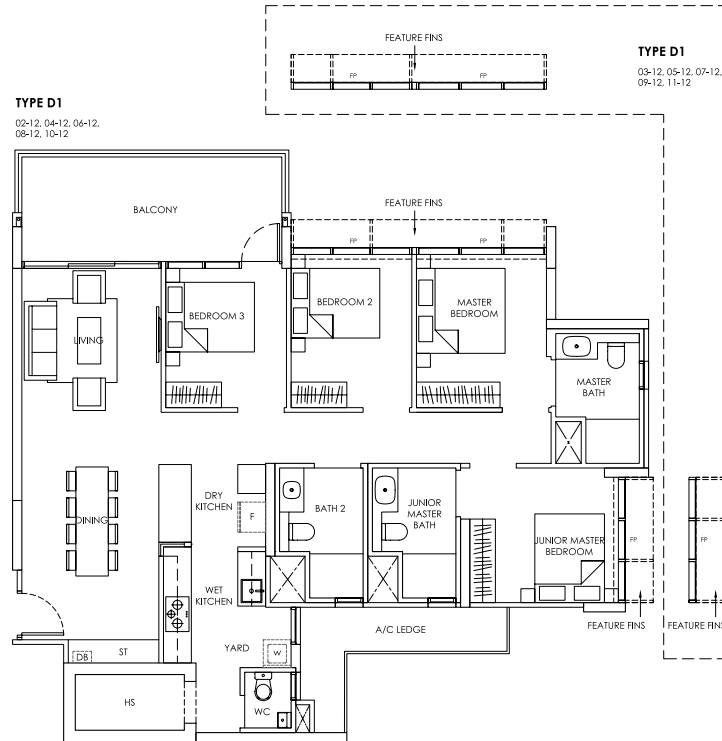 FEATURE FINS
FP
FP
TYPE D1
03-12, 05-12, 07-12,
09-12, 11-12
TYPE D1
02-12, 04-12, 06-12,
08-12, 10-12
BALCONY
FEATURE FINS
FP
FP
BEDROOM 3
BEDROOM 2
MASTER
BEDROOM
LIVING
MASTER
BATH
DRY
KITCHEN
F
BATH 2
JUNIOR
MASTER
BATH
DINING
JUNIOR MASTER
BEDROOM
FP
FP
WET
KITCHEN
A/C LEDGE
FEATURE FINS
FEATURE FINS
YARD
W
ST
DB
HS
WC